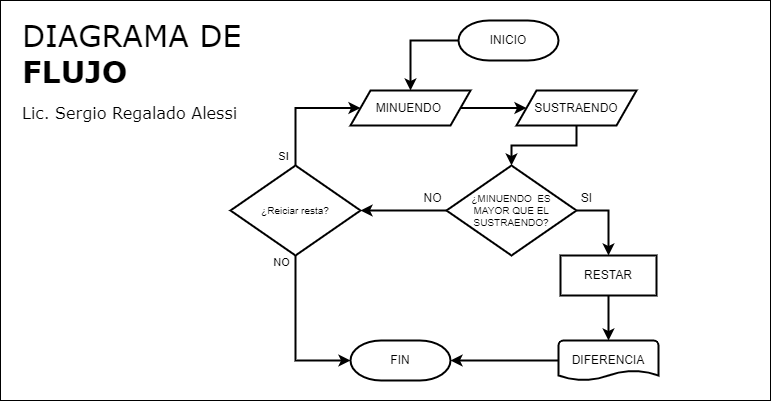 DIAGRAMA DE
FLUJO
Lic. Sergio Regalado Alessi
INICIO
MINUENDO
SUSTRAENDO
SI
¿Reiciar resta?
NO
NO
¿MINUENDO ES
MAYOR QUE EL
SUSTRAENDO?
SI
RESTAR
DIFERENCIA
FIN